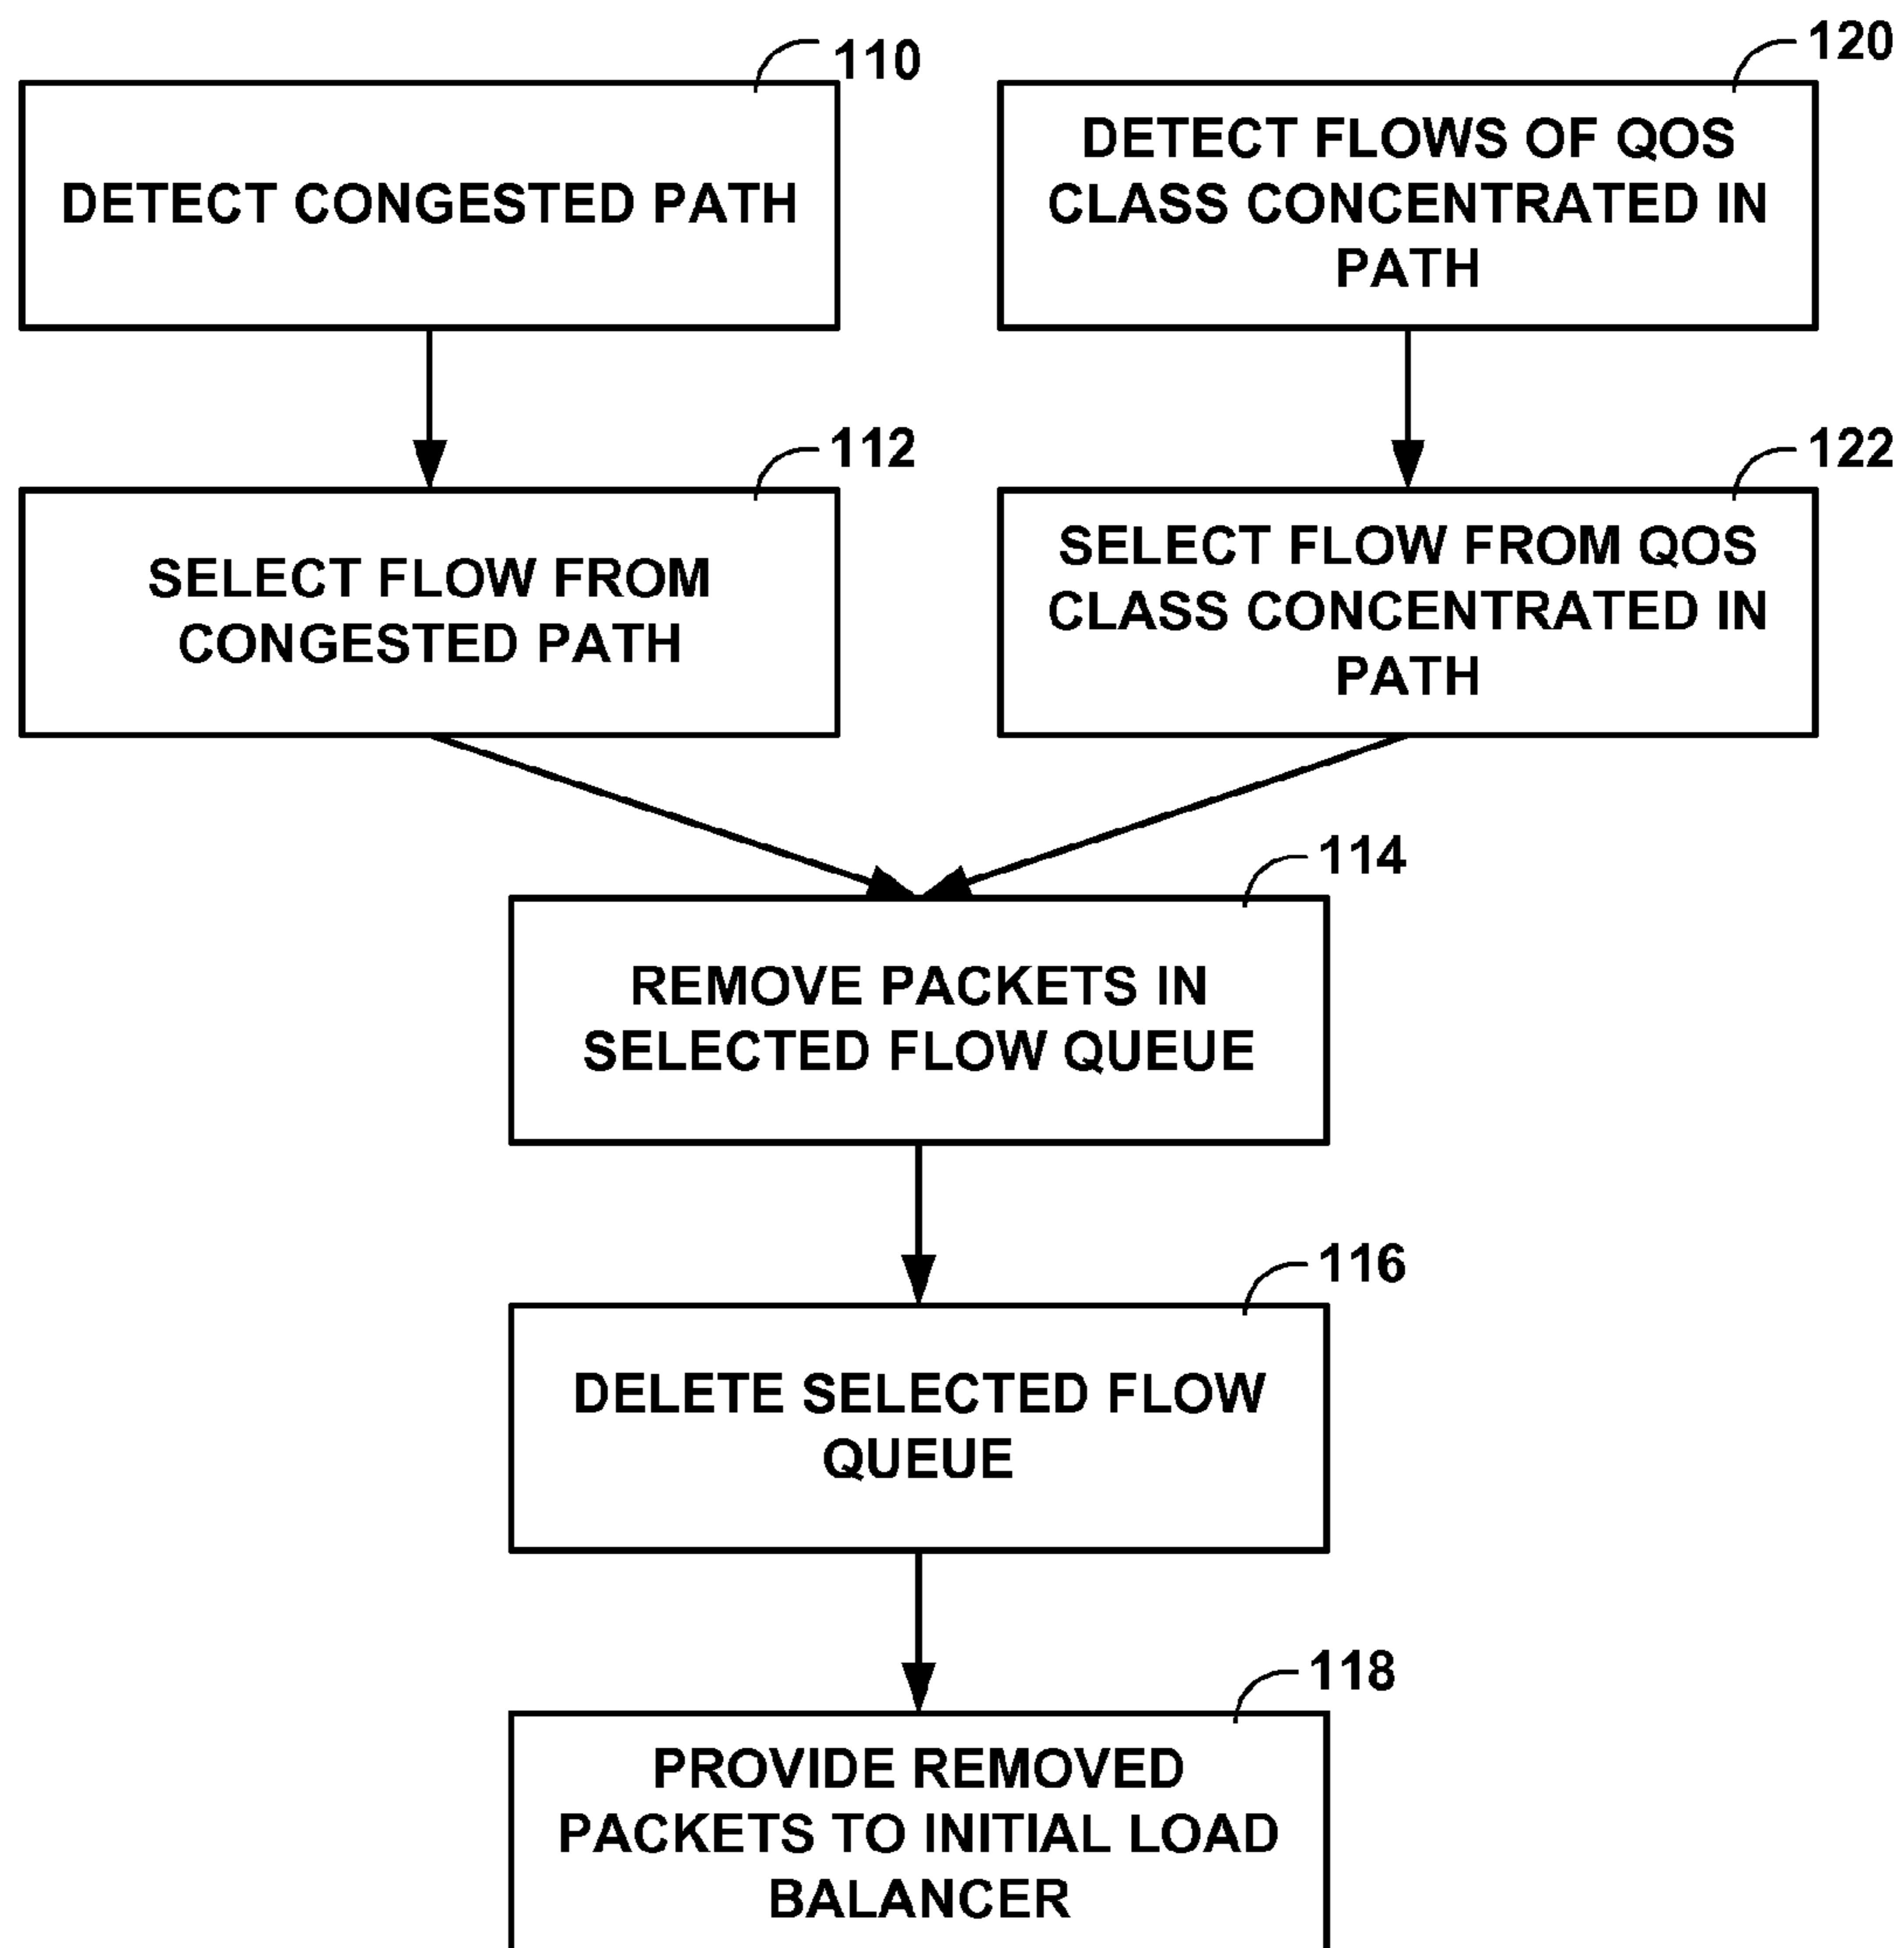 110
DETECT CONGESTED PATH
120
DETECT FLOWS OF QOS
CLASS CONCENTRATED IN
PATH
112
SELECT FLOW FROM
CONGESTED PATH
122
SELECT FLOW FROM QOS
CLASS CONCENTRATED IN
PATH
114
REMOVE PACKETS IN
SELECTED FLOW QUEUE
116
DELETE SELECTED FLOW
QUEUE
118
PROVIDE REMOVED
PACKETS TO INITIAL LOAD
BALANCER